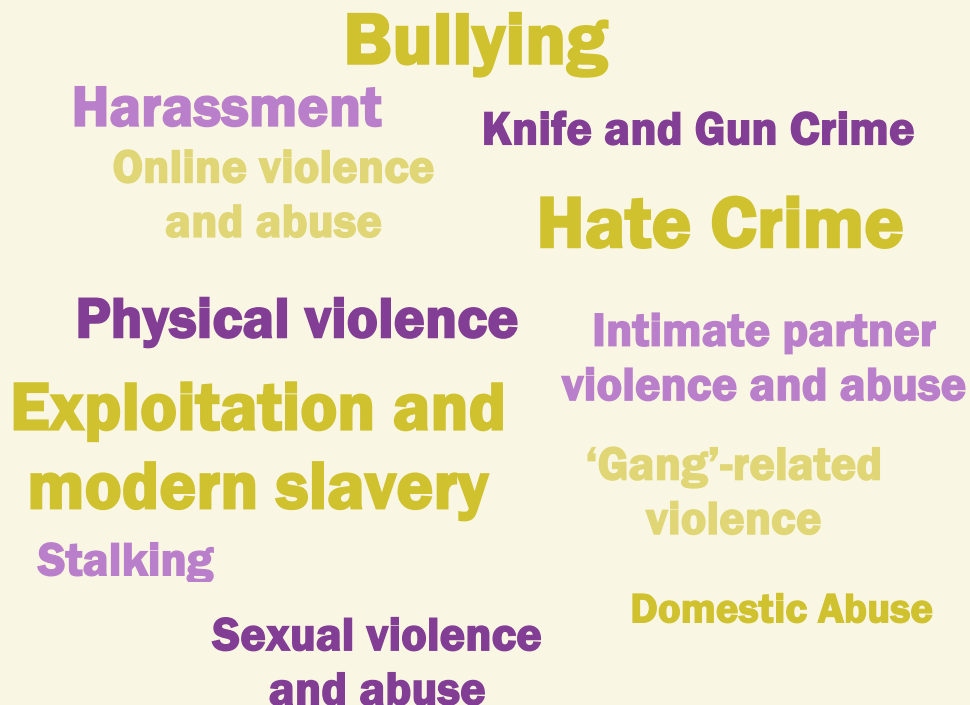 Bullying
Harassment
Knife and Gun Crime
Online violence
and abuse
Hate Crime
Physical violence
Intimate partner
violence and abuse
Exploitation and
modern slavery
‘Gang’-related
violence
Stalking
Domestic Abuse
Sexual violence
and abuse